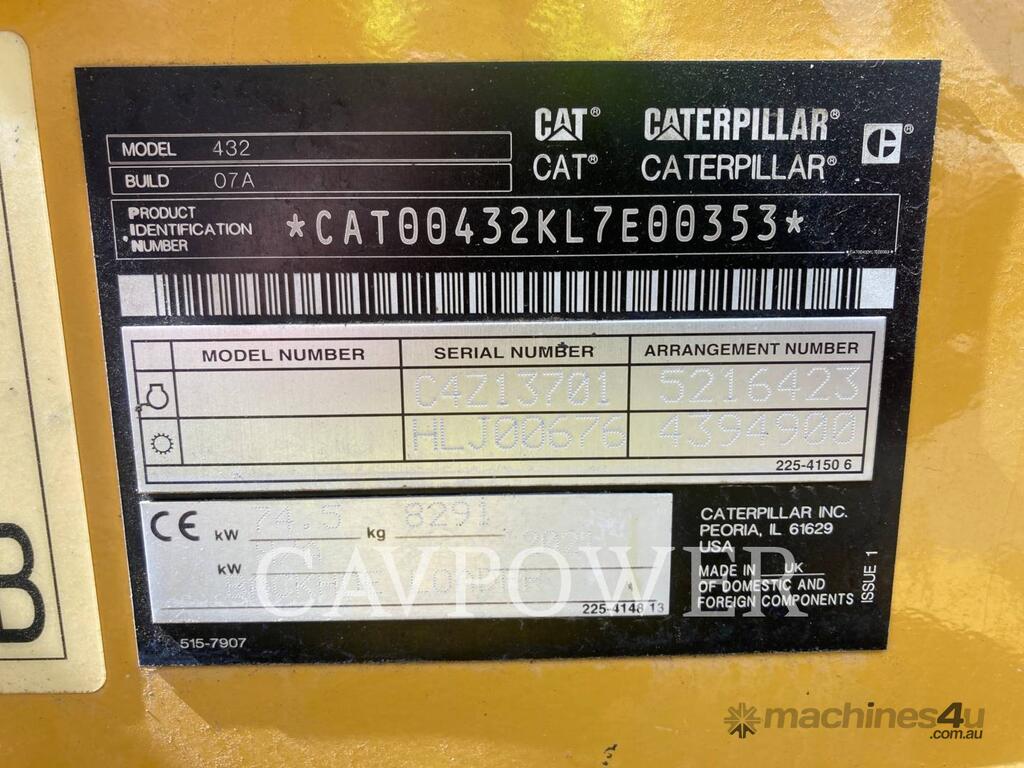 CAT® CATERPILLAR®
CAT® CATERPILLAR®
MODEL 432
BUILD 07A
PRODUCT IDENTIFICATION NUMBER
*CAT00432KL7E00353*
MODEL NUMBER SERIAL NUMBER ARRANGEMENT NUMBER
C4Z13701 5216423
HLJ00676 4394900
225-4150 6
CE kW 74.5 kg 8291
kW
225-4148 13
515-7907
CATERPILLAR INC.
PEORIA, IL 61629
USA
MADE IN UK
OF DOMESTIC AND
FOREIGN COMPONENTS
ISSUE 1
B
CAVPOWER
machines4u
.com.au